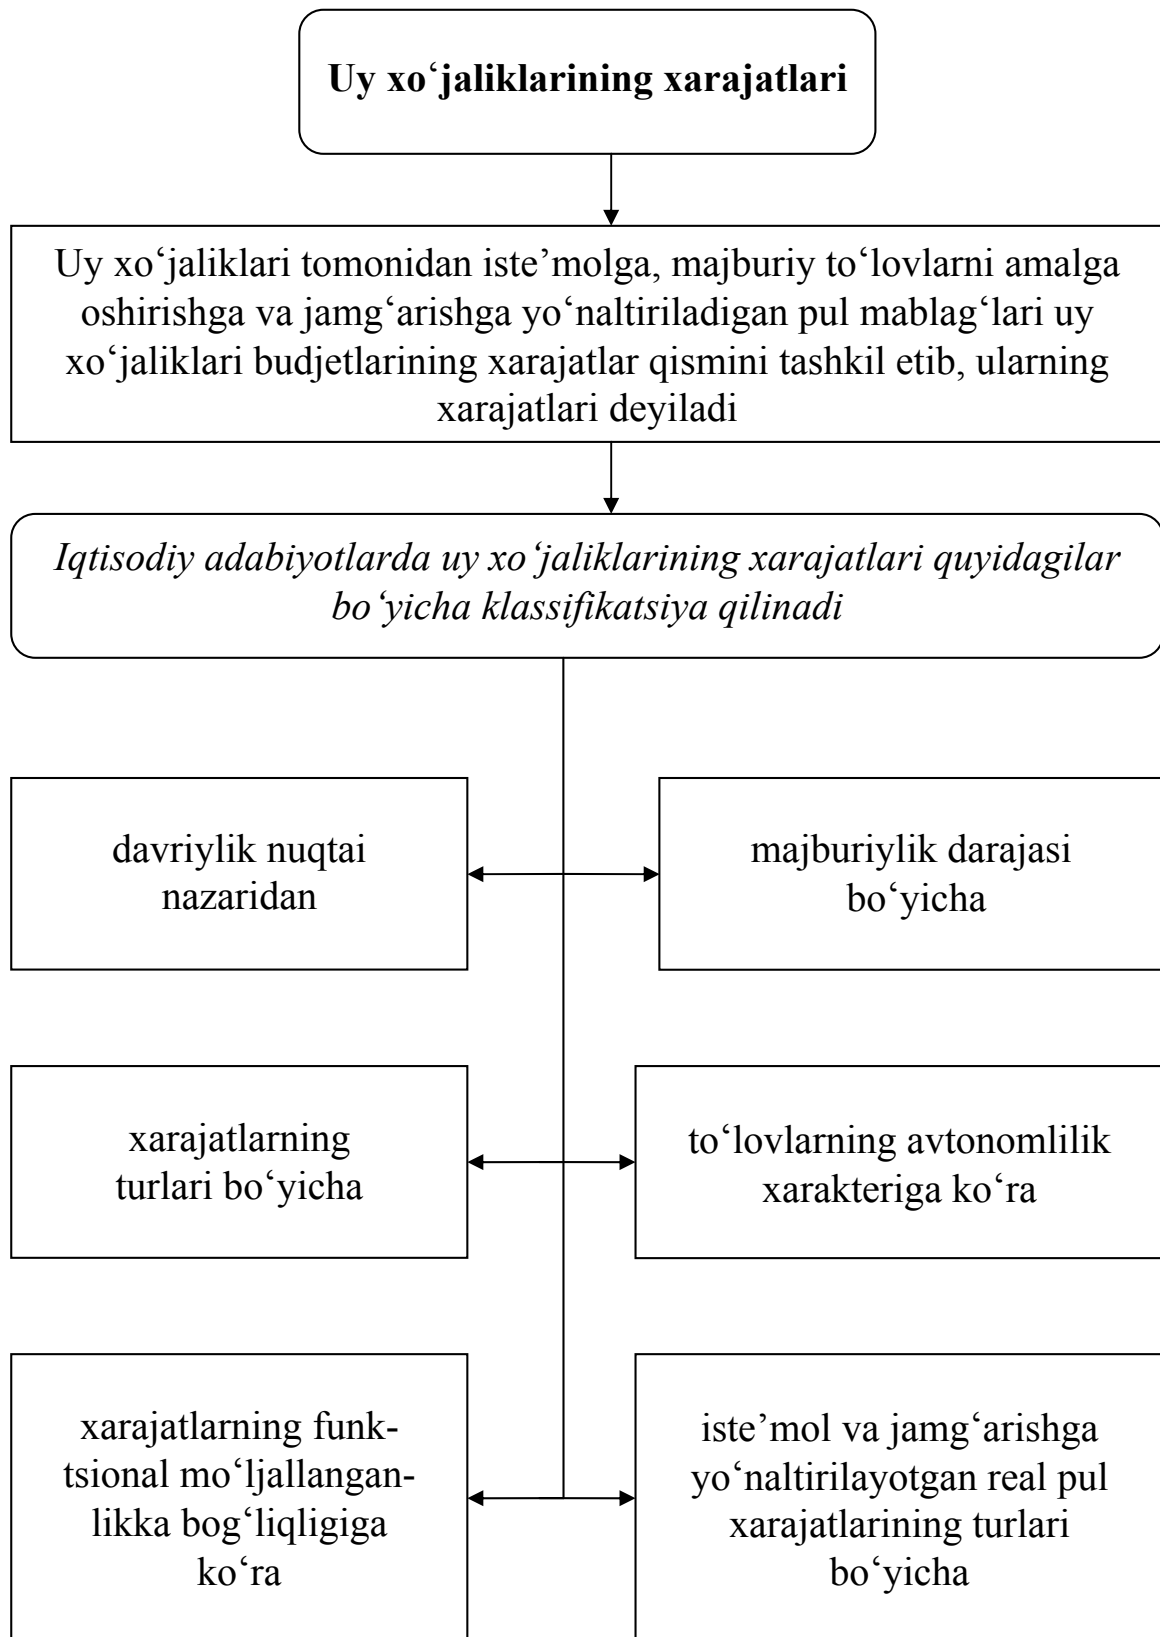 Uy xo‘jaliklarining xarajatlari
Uy xo‘jaliklari tomonidan iste’molga, majburiy to‘lovlarni amalga
oshirishga va jamg‘arishga yo‘naltiriladigan pul mablag‘lari uy
xo‘jaliklari budjetlarining xarajatlar qismini tashkil etib, ularning
xarajatlari deyiladi
Iqtisodiy adabiyotlarda uy xo‘jaliklarining xarajatlari quyidagilar
bo‘yicha klassifikatsiya qilinadi
davriylik nuqtai
nazaridan
majburiylik darajasi
bo‘yicha
xarajatlarning
turlari bo‘yicha
to‘lovlarning avtonomlilik
xarakteriga ko‘ra
xarajatlarning funk-
tsional mo‘ljallangan-
likka bog‘liqligiga
ko‘ra
iste’mol va jamg‘arishga
yo‘naltirilayotgan real pul
xarajatlarining turlari
bo‘yicha